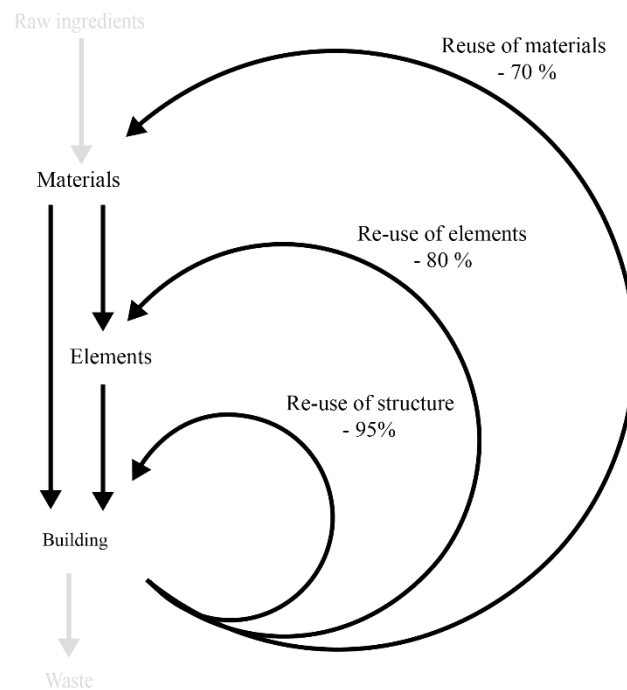 Raw ingredients
Reuse of materials
- 70 %
Materials
Re-use of elements
- 80 %
Elements
Re-use of structure
- 95%
Building
Waste